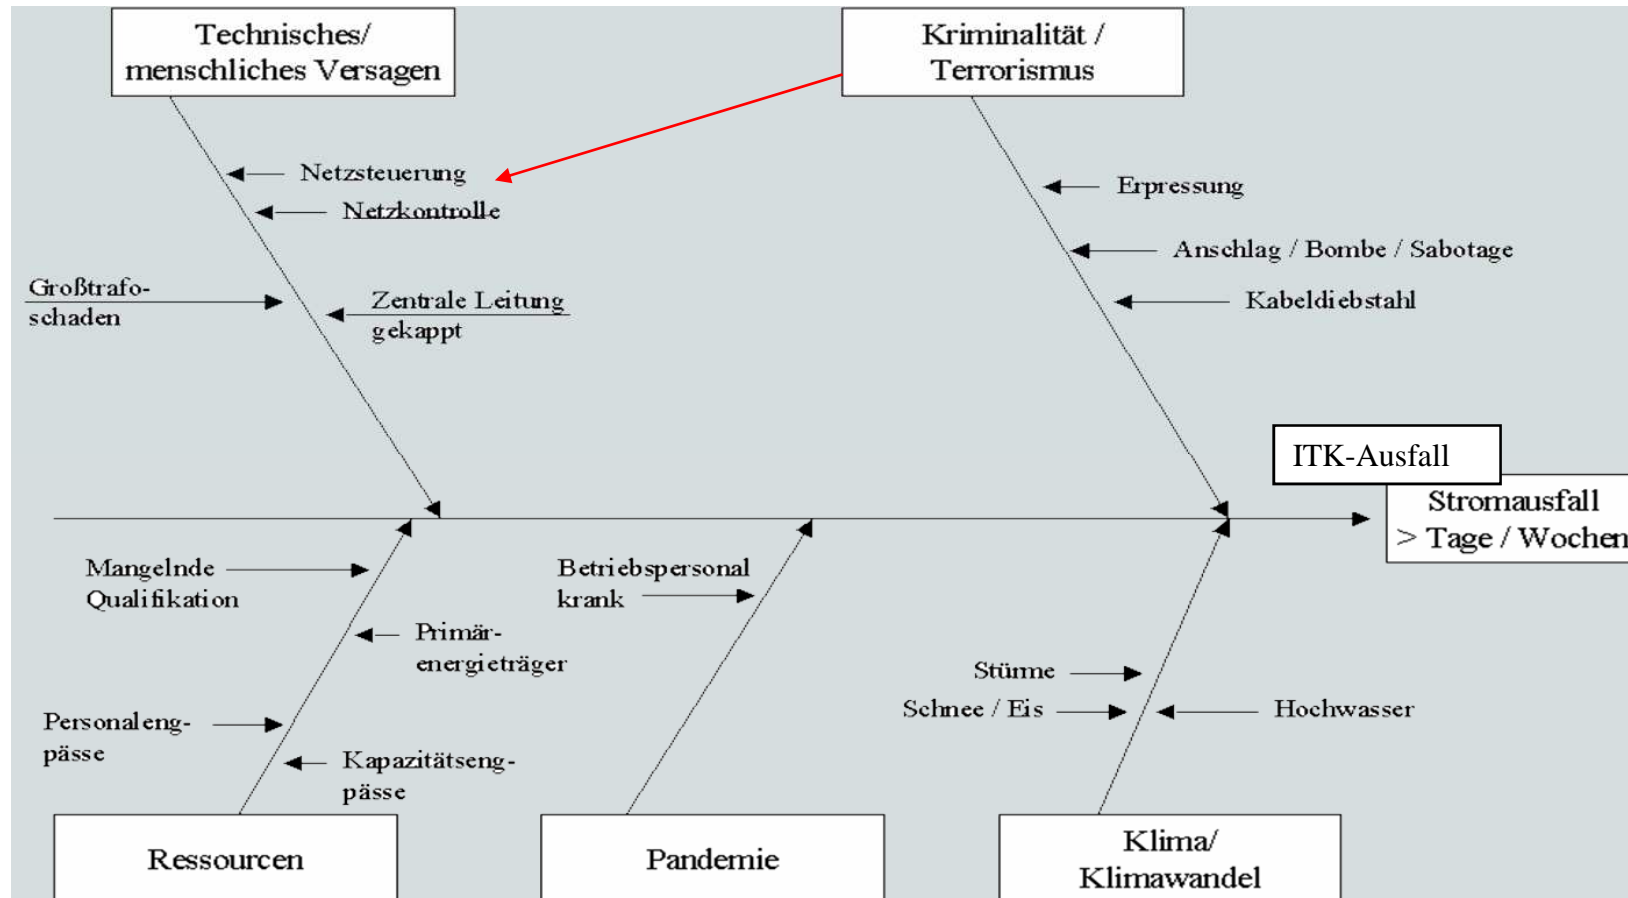 Technisches/
menschliches Versagen
Kriminalität /
Terrorismus
Netzsteuerung
Netzkontrolle
Großtrafo-
schaden
Zentrale Leitung
gekappt
Erpressung
Anschlag / Bombe / Sabotage
Kabeldiebstahl
ITK-Ausfall
Stromausfall
> Tage / Wochen
Mangelnde
Qualifikation
Primär-
energieträger
Personaleng-
pässe
Kapazitätseng-
pässe
Betriebspersonal
krank
Stürme
Schnee / Eis
Hochwasser
Ressourcen
Pandemie
Klima/
Klimawandel